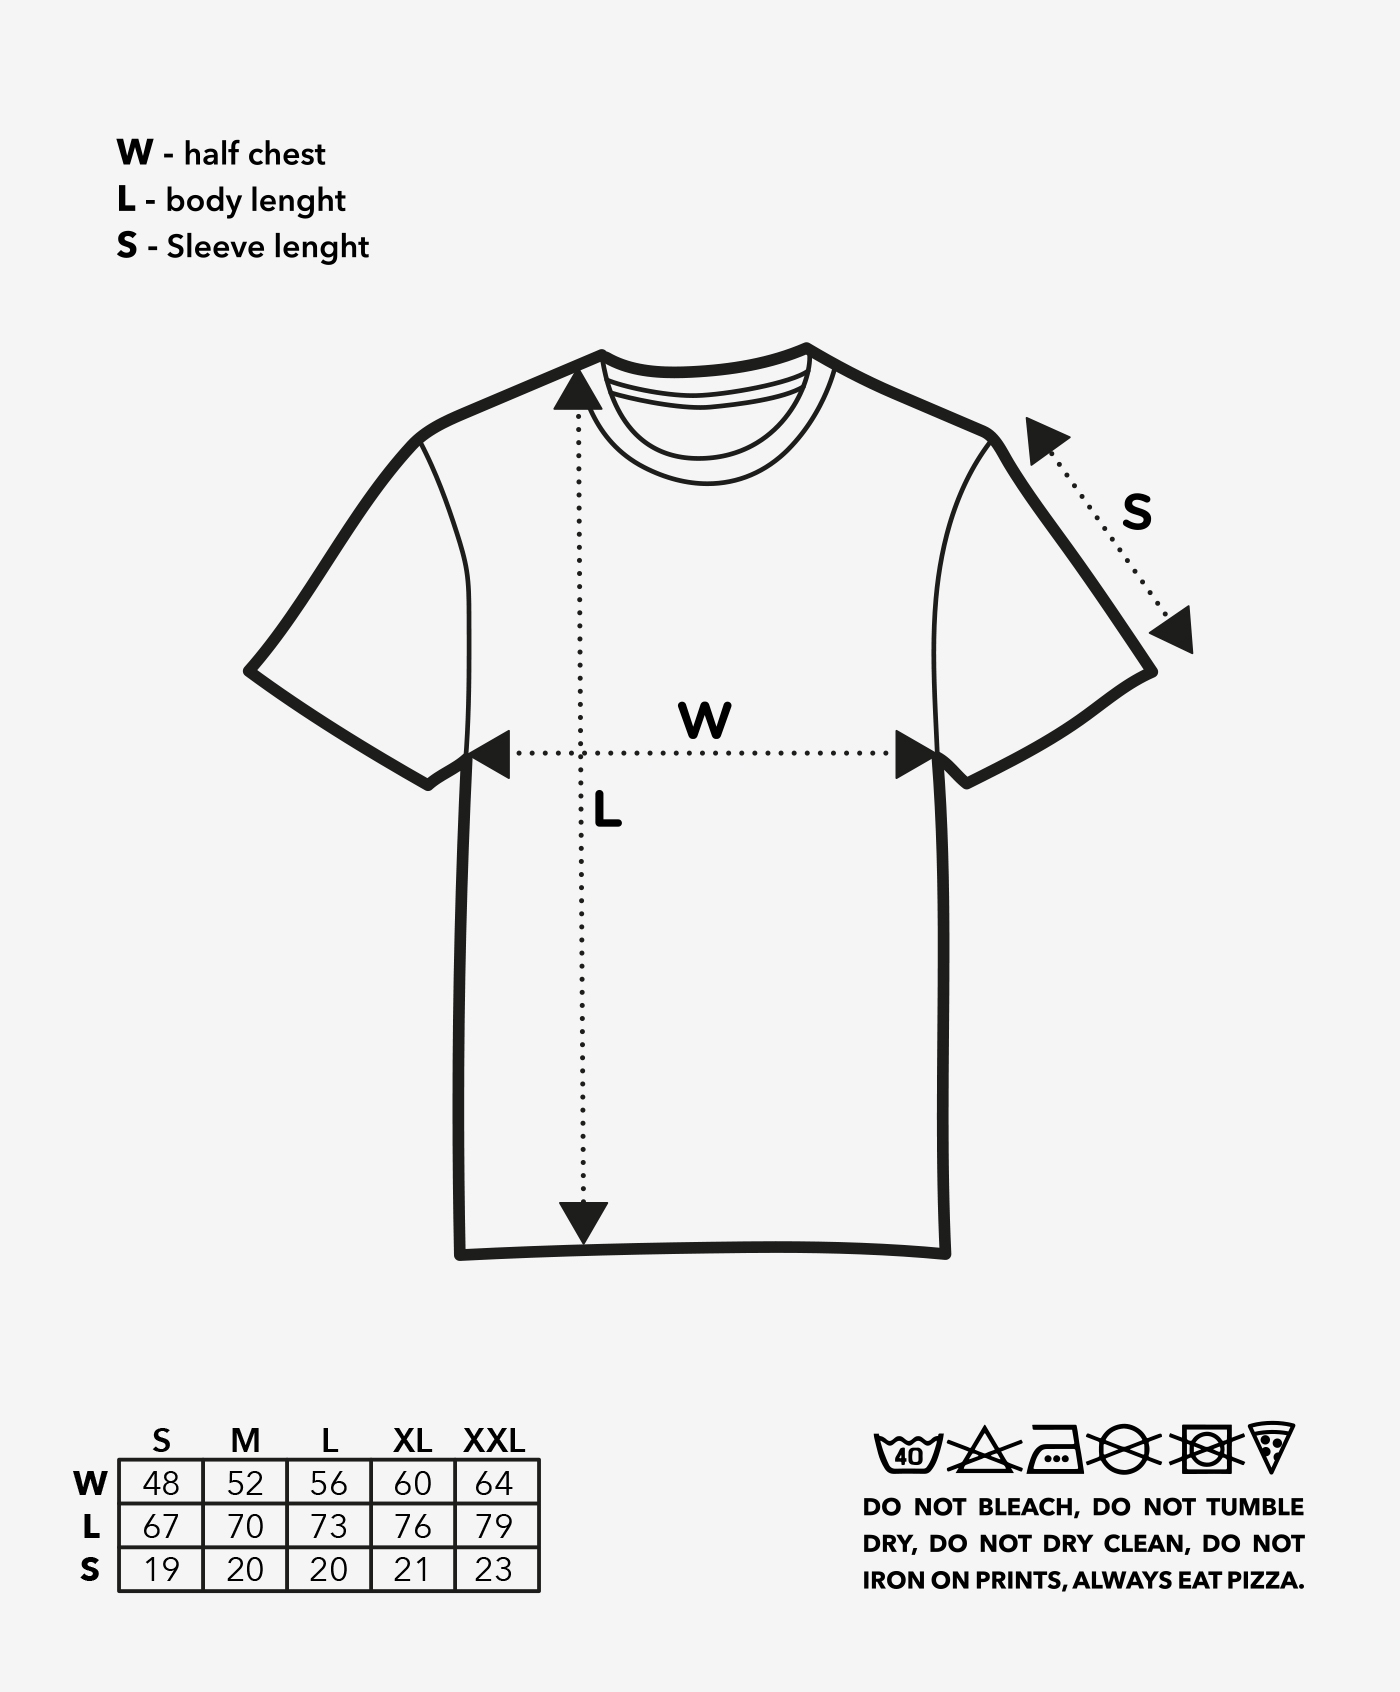 W - half chest
L - body lenght
S - Sleeve lenght
S
W
L
S M L XL XXL
W 48 52 56 60 64
L 67 70 73 76 79
S 19 20 20 21 23
40
DO NOT BLEACH, DO NOT TUMBLE
DRY, DO NOT DRY CLEAN, DO NOT
IRON ON PRINTS, ALWAYS EAT PIZZA.